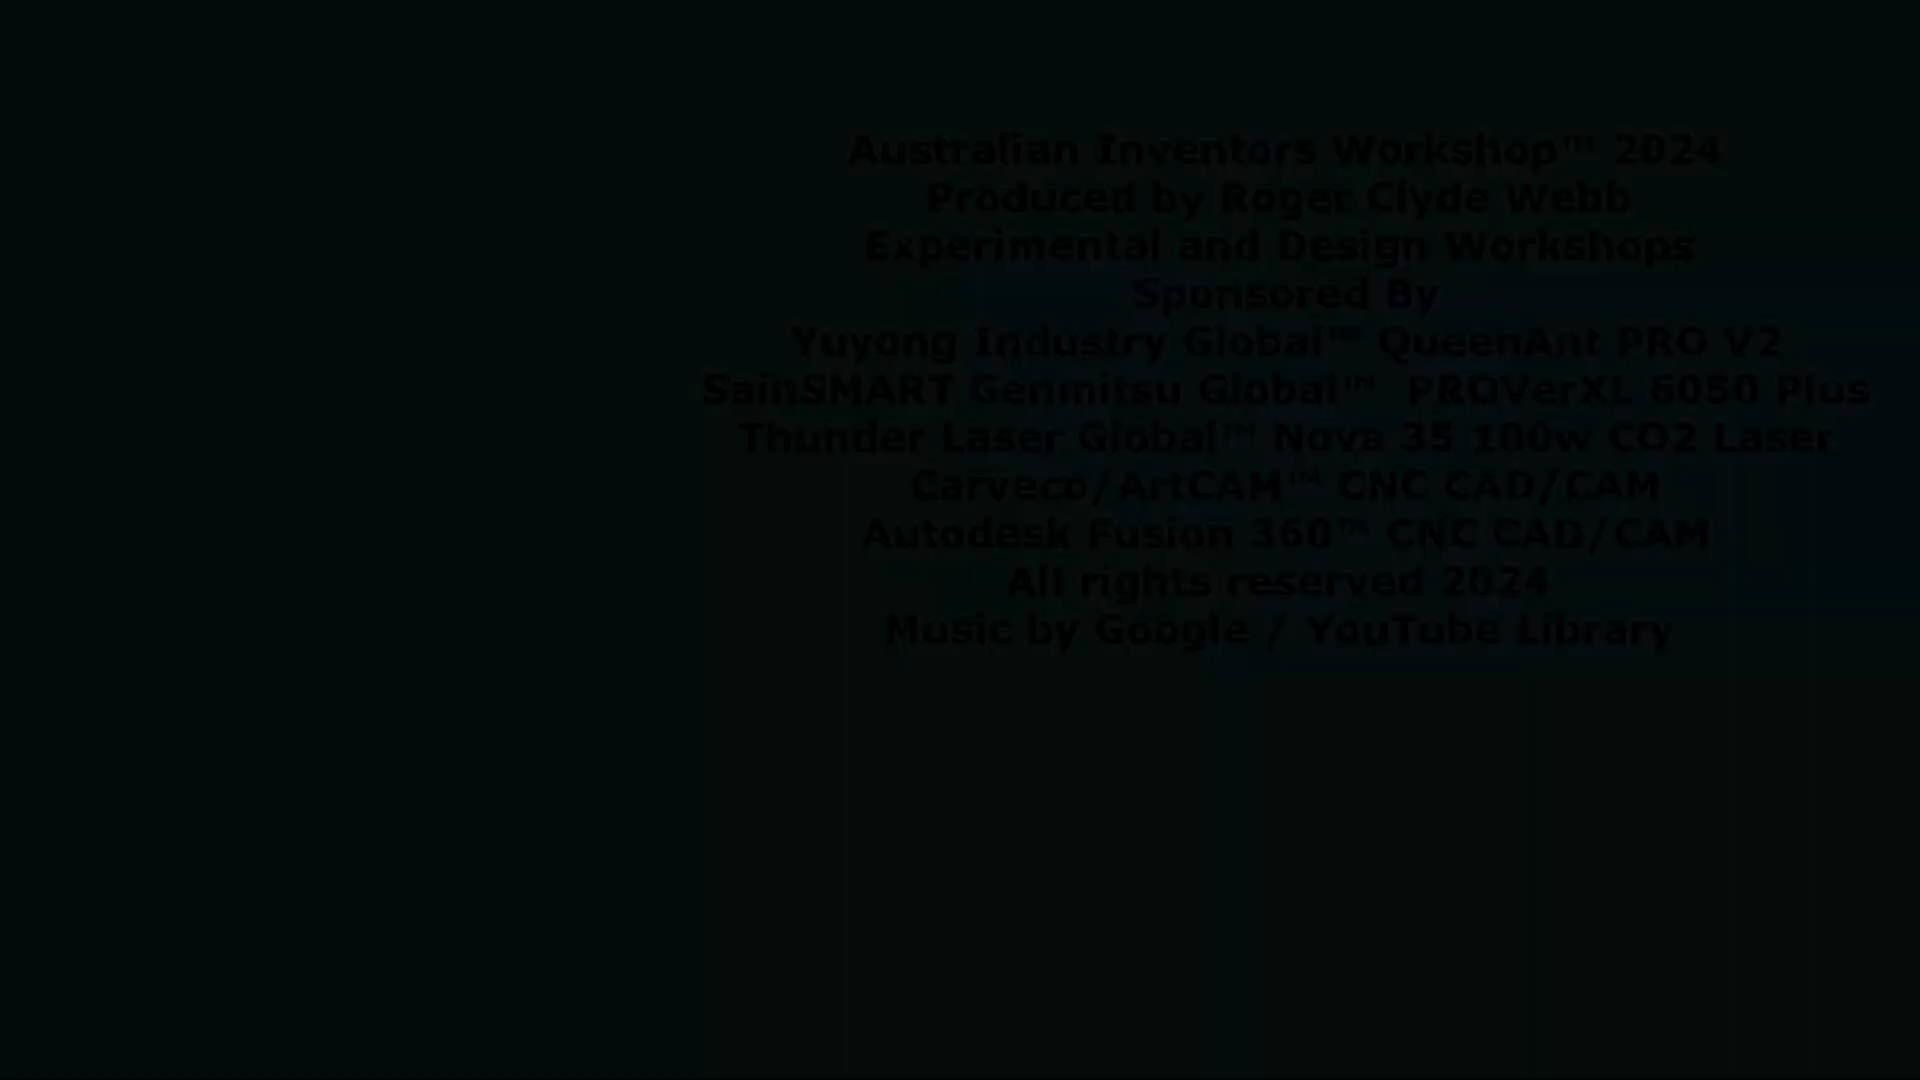 Australian Inventors Workshop™ 2024
Produced by Roger Clyde Webb
Experimental and Design Workshops
Sponsored By
Yuyong Industry Global™ QueenAnt PRO V2
SainSMART Genmitsu Global™ PROVerXL 6050 Plus
Thunder Laser Global™ Nova 35 100w CO2 Laser
Carveco/ArtCAM™ CNC CAD/CAM
Autodesk Fusion 360™ CNC CAD/CAM
All rights reserved 2024
Music by Google / YouTube Library